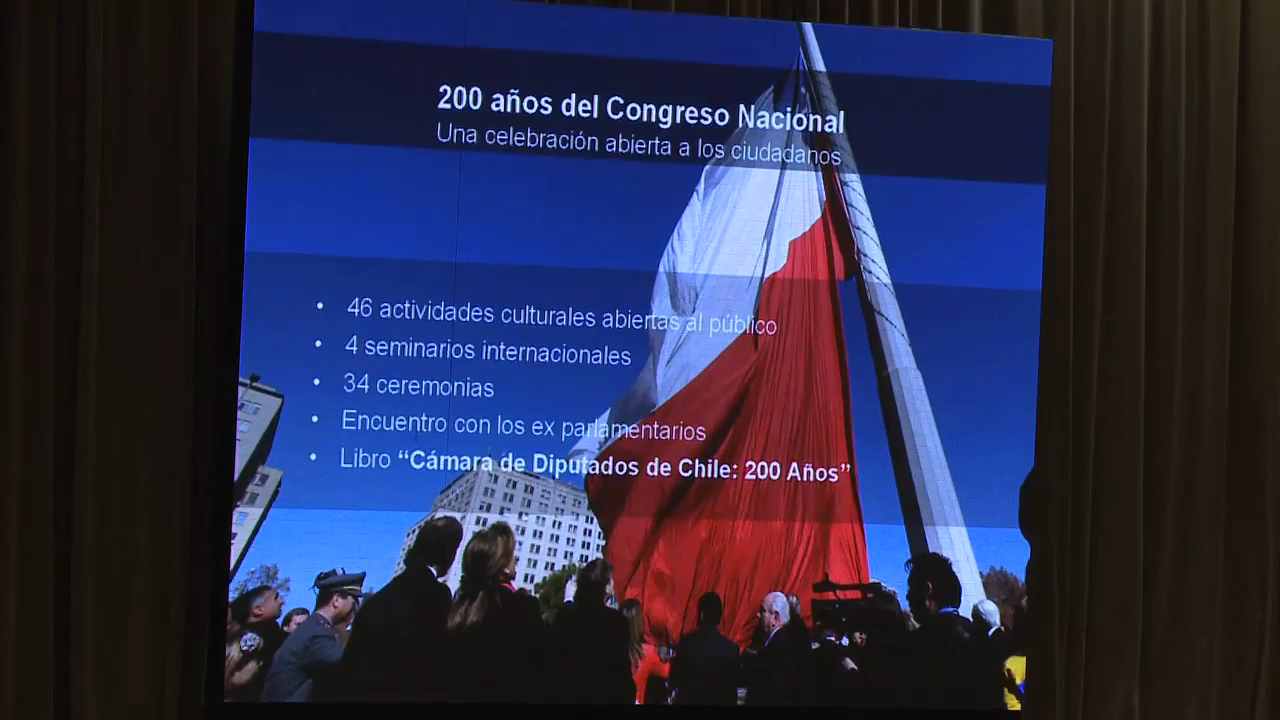 200 años del Congreso Nacional
Una celebración abierta a los ciudadanos
• 46 actividades culturales abiertas al público
• 4 seminarios internacionales
• 34 ceremonias
• Encuentro con los ex parlamentarios
• Libro “Cámara de Diputados de Chile: 200 Años”